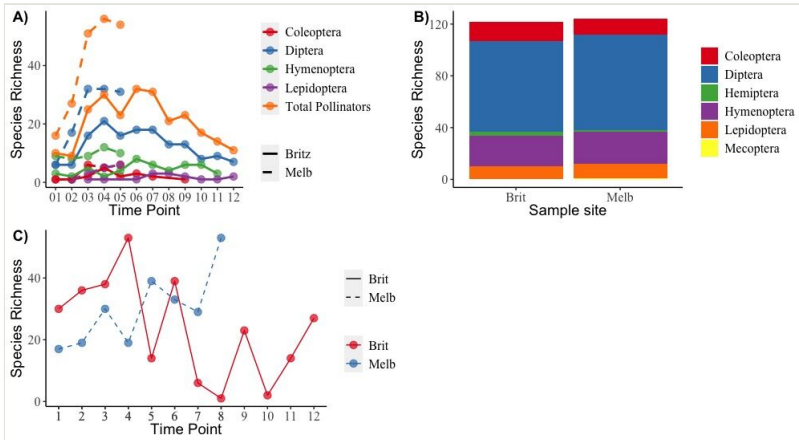 A)
Species Richness
40
20
0
01 02 03 04 05 06 07 08 09 10 11 12
Time Point
Coleoptera
Diptera
Hymenoptera
Lepidoptera
Total Pollinators
Britz
Melb
B)
Species Richness
120
80
40
0
Brit Melb
Sample site
Coleoptera
Diptera
Hemiptera
Hymenoptera
Lepidoptera
Mecoptera
C)
Species Richness
40
20
0
1 2 3 4 5 6 7 8 9 10 11 12
Time Point
Brit
Melb
Brit
Melb